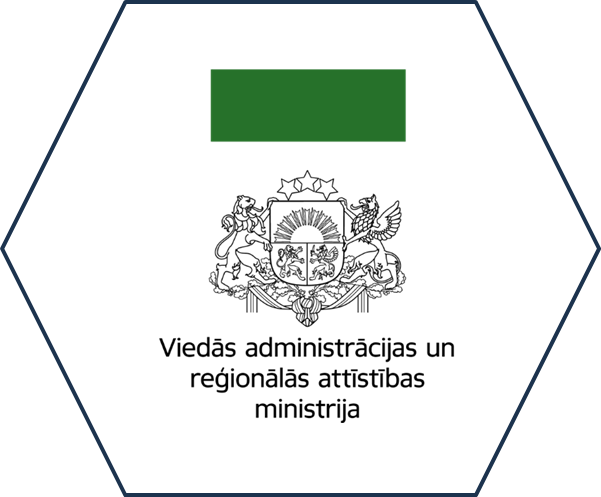 Viedās administrācijas un
reģionālās attīstības
ministrija